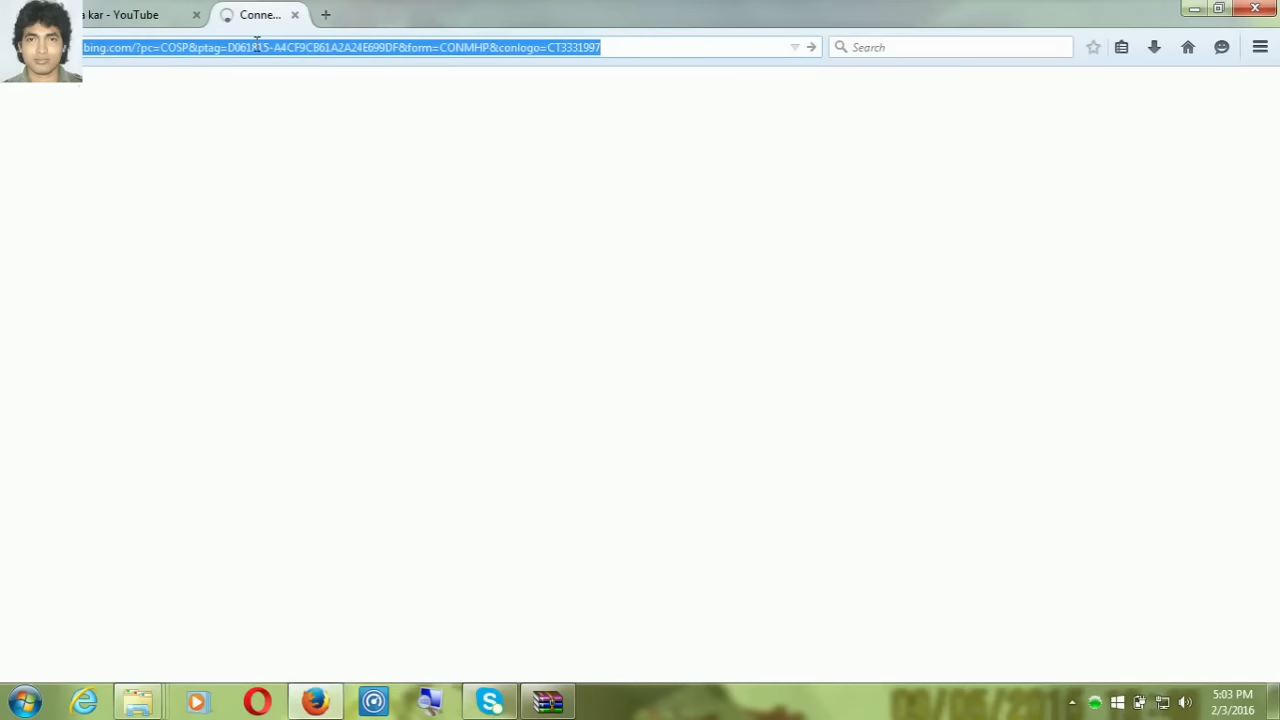 a kar - YouTube
Conne...
bing.com/?pc=COSP&ptag=D061815-A4CF9CB61A2A24E699DF&form=CONMHP&conlogo=CT3331997
Search
5:03 PM
2/3/2016